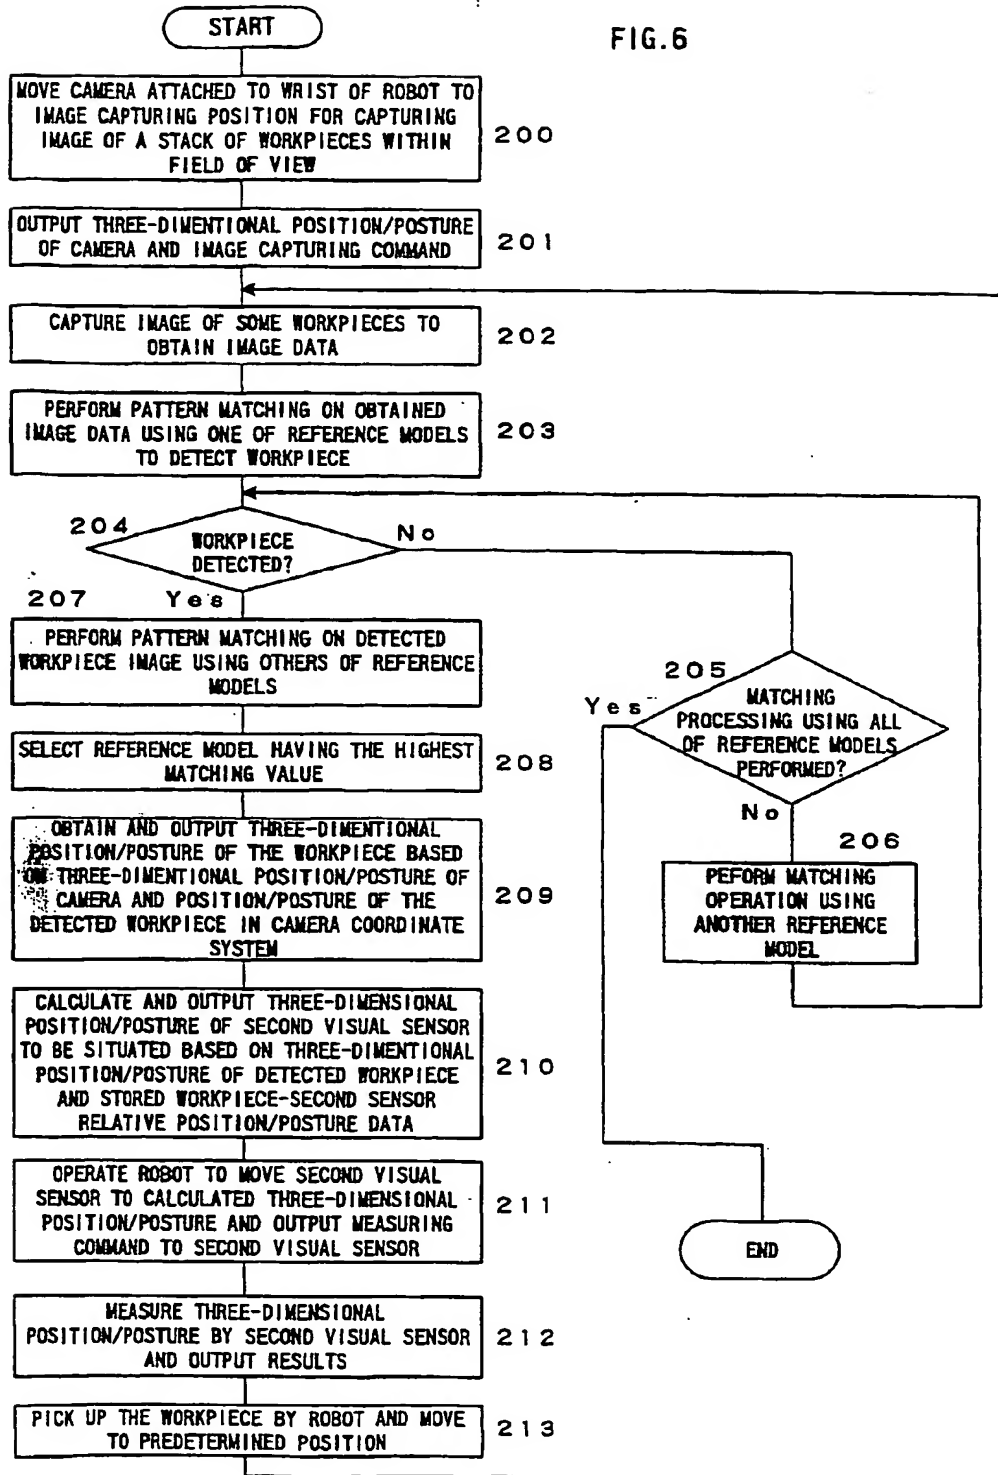 START
FIG.6
MOVE CAMERA ATTACHED TO WRIST OF ROBOT TO
IMAGE CAPTURING POSITION FOR CAPTURING
IMAGE OF A STACK OF WORKPIECES WITHIN
FIELD OF VIEW
200
OUTPUT THREE-DIMENTIONAL POSITION/POSTURE
OF CAMERA AND IMAGE CAPTURING COMMAND
201
CAPTURE IMAGE OF SOME WORKPIECES TO
OBTAIN IMAGE DATA
202
PERFORM PATTERN MATCHING ON OBTAINED
IMAGE DATA USING ONE OF REFERENCE MODELS
TO DETECT WORKPIECE
203
204
WORKPIECE
DETECTED?
No
Yes
207
PERFORM PATTERN MATCHING ON DETECTED
WORKPIECE IMAGE USING OTHERS OF REFERENCE
MODELS
205
MATCHING
PROCESSING USING ALL
OF REFERENCE MODELS
PERFORMED?
Yes
No
206
PEFORM MATCHING
OPERATION USING
ANOTHER REFERENCE
MODEL
SELECT REFERENCE MODEL HAVING THE HIGHEST
MATCHING VALUE
208
OBTAIN AND OUTPUT THREE-DIMENTIONAL
POSITION/POSTURE OF THE WORKPIECE BASED
ON THREE-DIMENTIONAL POSITION/POSTURE OF
CAMERA AND POSITION/POSTURE OF THE
DETECTED WORKPIECE IN CAMERA COORDINATE
SYSTEM
209
CALCULATE AND OUTPUT THREE-DIMENSIONAL
POSITION/POSTURE OF SECOND VISUAL SENSOR
TO BE SITUATED BASED ON THREE-DIMENTIONAL
POSITION/POSTURE OF DETECTED WORKPIECE
AND STORED WORKPIECE-SECOND SENSOR
RELATIVE POSITION/POSTURE DATA
210
OPERATE ROBOT TO MOVE SECOND VISUAL
SENSOR TO CALCULATED THREE-DIMENSIONAL
POSITION/POSTURE AND OUTPUT MEASURING
COMMAND TO SECOND VISUAL SENSOR
211
END
MEASURE THREE-DIMENSIONAL
POSITION/POSTURE BY SECOND VISUAL SENSOR
AND OUTPUT RESULTS
212
PICK UP THE WORKPIECE BY ROBOT AND MOVE
TO PREDETERMINED POSITION
213